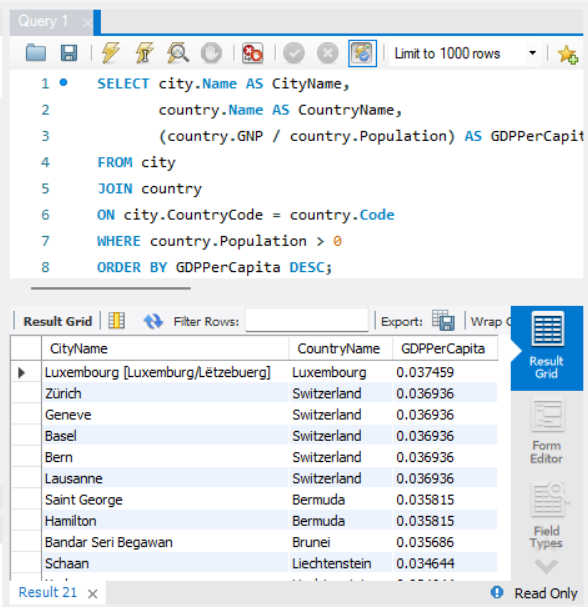 Query 1
Limit to 1000 rows
1 SELECT city.Name AS CityName,
2 country.Name AS CountryName,
3 (country.GNP / country.Population) AS GDPPerCapit
4 FROM city
5 JOIN country
6 ON city.CountryCode = country.Code
7 WHERE country.Population > 0
8 ORDER BY GDPPerCapita DESC;
Result Grid Filter Rows: Export: Wrap C
CityName CountryName GDPPerCapita
Luxembourg [Luxemburg/Lëtzebuerg] Luxembourg 0.037459
Zürich Switzerland 0.036936
Geneve Switzerland 0.036936
Basel Switzerland 0.036936
Bern Switzerland 0.036936
Lausanne Switzerland 0.036936
Saint George Bermuda 0.035815
Hamilton Bermuda 0.035815
Bandar Seri Begawan Brunei 0.035686
Schaan Liechtenstein 0.034644
Result
Grid
Form
Editor
Field
Types
Result 21
Read Only